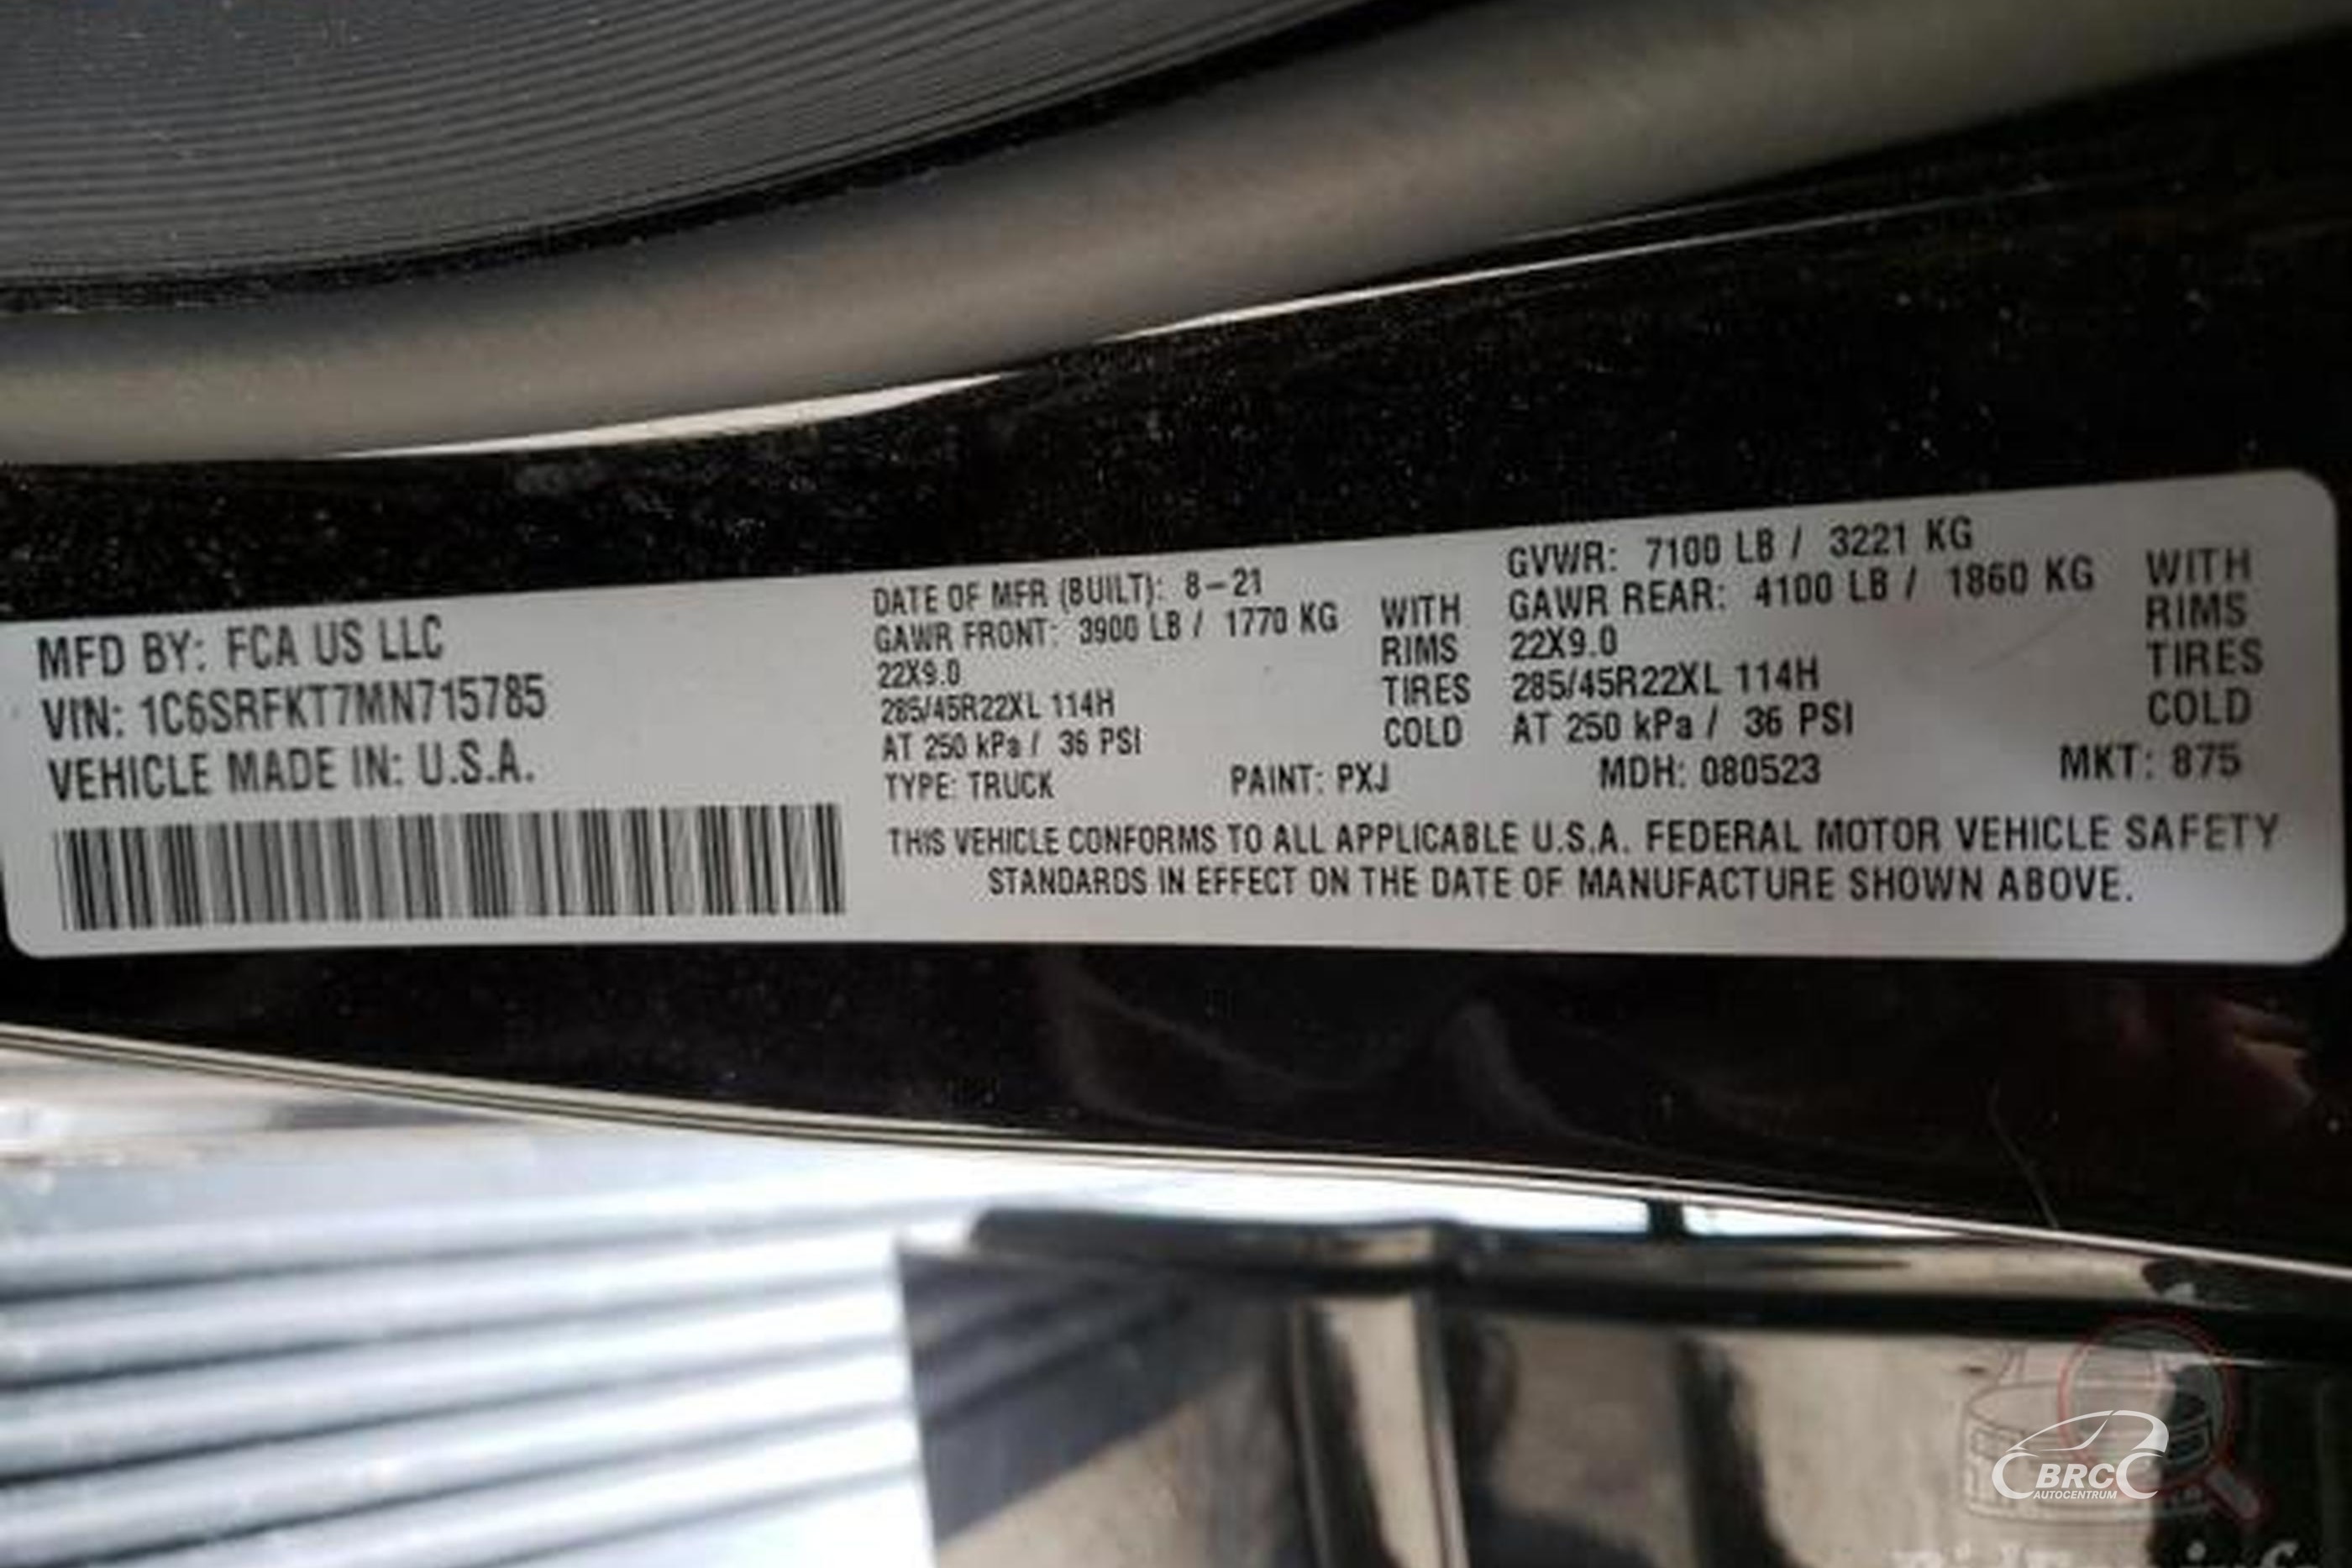 MFD BY: FCA US LLC
VIN: 1C6SRFKT7MN715785
VEHICLE MADE IN: U.S.A.
DATE OF MFR (BUILT): 8-21
GAWR FRONT: 3900 LB / 1770 KG WITH
22X9.0 RIMS
285/45R22XL 114H TIRES
AT 250 kPa / 36 PSI COLD
GVWR: 7100 LB / 3221 KG
GAWR REAR: 4100 LB / 1860 KG WITH
22X9.0 RIMS
285/45R22XL 114H TIRES
AT 250 kPa / 36 PSI COLD
TYPE: TRUCK PAINT: PXJ MDH: 080523 MKT: 875
THIS VEHICLE CONFORMS TO ALL APPLICABLE U.S.A. FEDERAL MOTOR VEHICLE SAFETY
STANDARDS IN EFFECT ON THE DATE OF MANUFACTURE SHOWN ABOVE.
BRC
AUTOCENTRUM